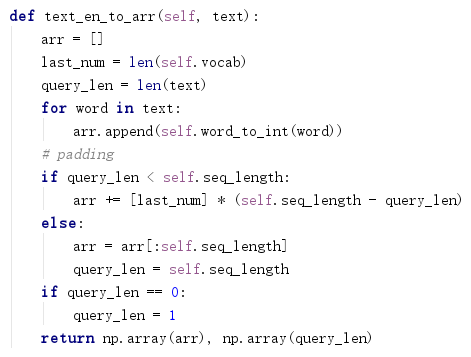 def text_en_to_arr(self, text):
    arr = []
    last_num = len(self.vocab)
    query_len = len(text)
    for word in text:
        arr.append(self.word_to_int(word))
    # padding
    if query_len < self.seq_length:
        arr += [last_num] * (self.seq_length - query_len)
    else:
        arr = arr[:self.seq_length]
        query_len = self.seq_length
    if query_len == 0:
        query_len = 1
    return np.array(arr), np.array(query_len)